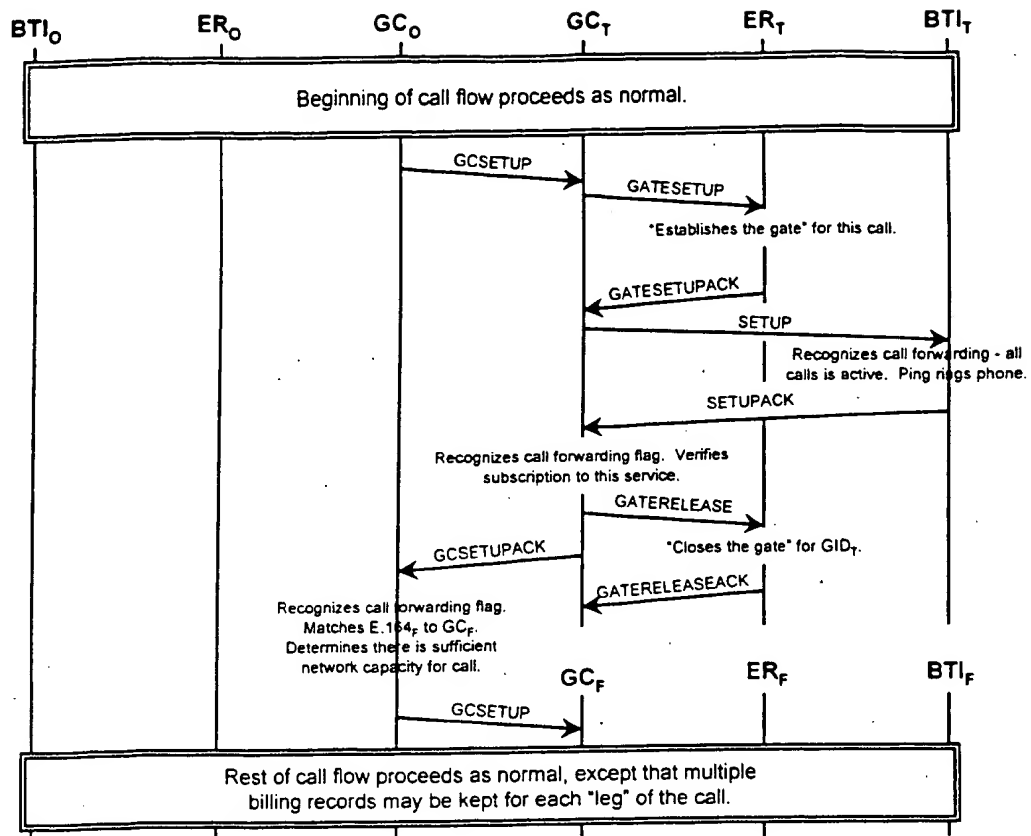 BTI_O ER_O GC_O GC_T ER_T BTI_T
Beginning of call flow proceeds as normal.
GCSETUP
GATESETUP
"Establishes the gate" for this call.
GATESETUPACK
SETUP
Recognizes call forwarding - all
calls is active. Ping rings phone.
SETUPACK
Recognizes call forwarding flag. Verifies
subscription to this service.
GATERELEASE
"Closes the gate" for GID_T.
GCSETUPACK
GATERELEASEACK
Recognizes call forwarding flag.
Matches E.164_F to GC_F.
Determines there is sufficient
network capacity for call.
GC_F ER_F BTI_F
GCSETUP
Rest of call flow proceeds as normal, except that multiple
billing records may be kept for each "leg" of the call.